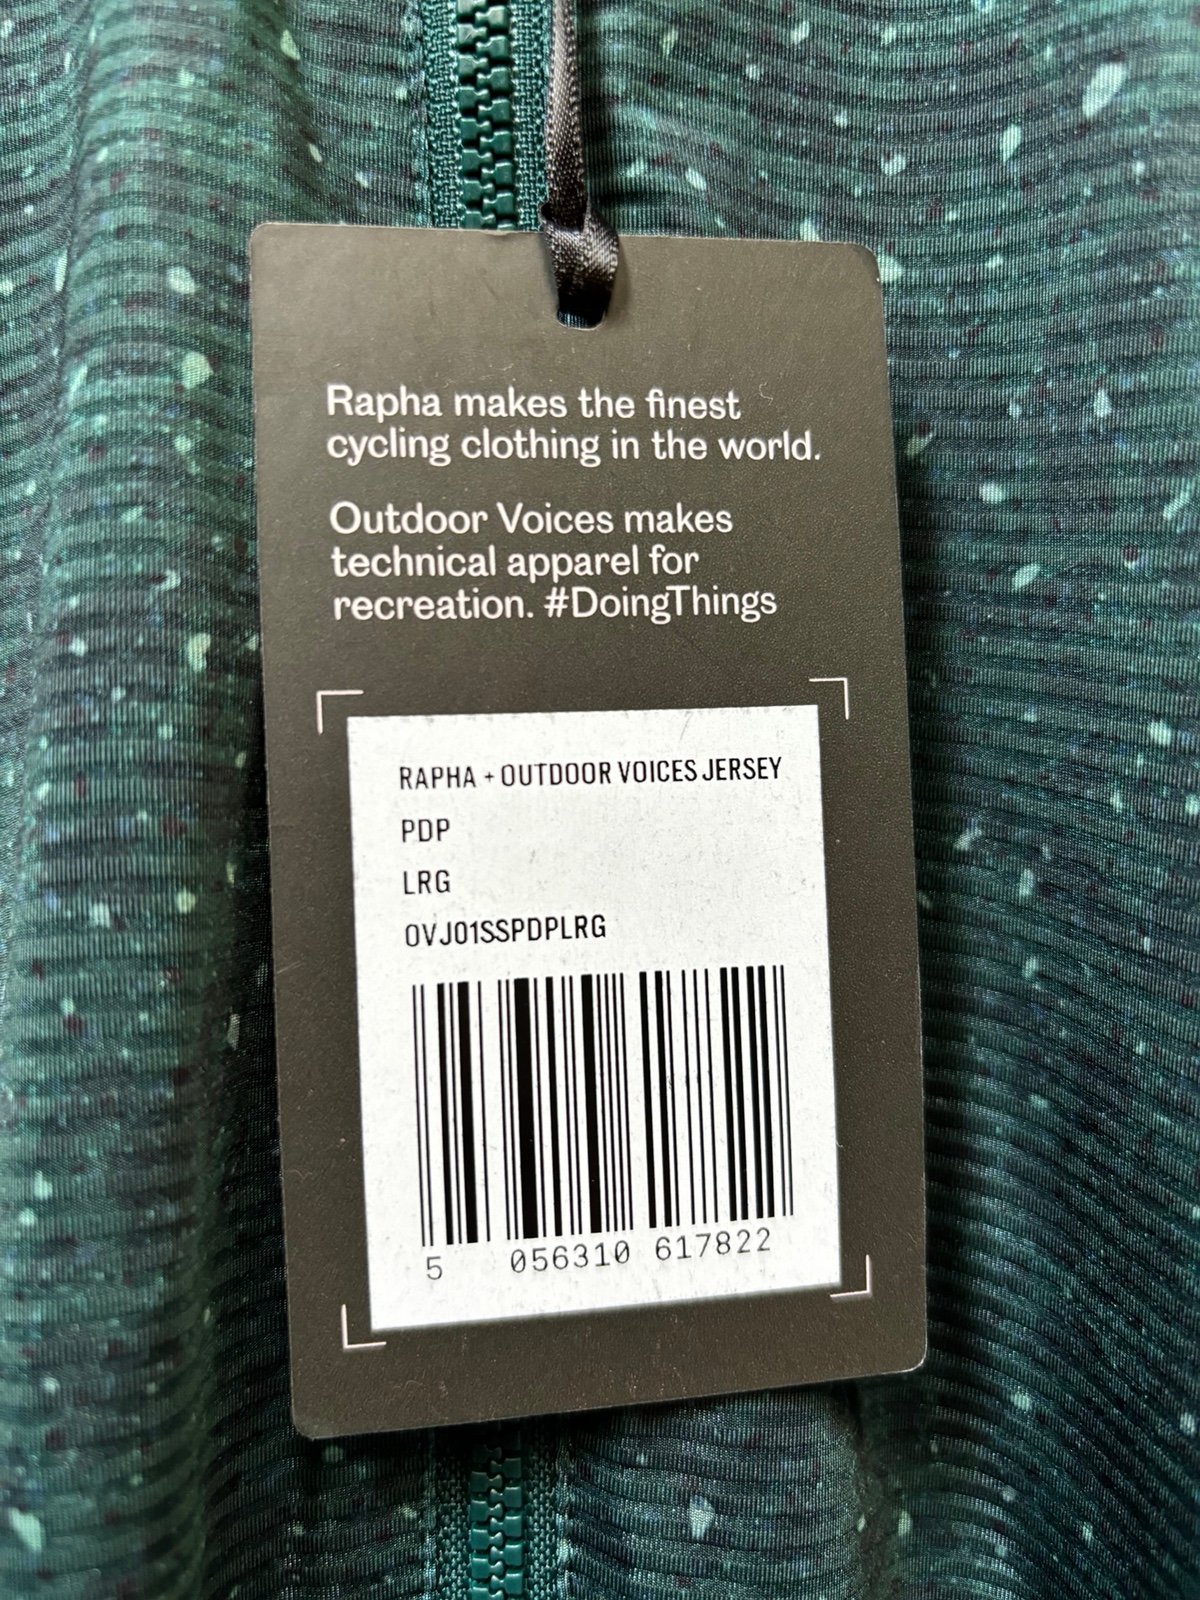 Rapha makes the finest
cycling clothing in the world.
Outdoor Voices makes
technical apparel for
recreation. #DoingThings
RAPHA + OUTDOOR VOICES JERSEY
PDP
LRG
OVJ01SSPDPLRG
5 056310 617822